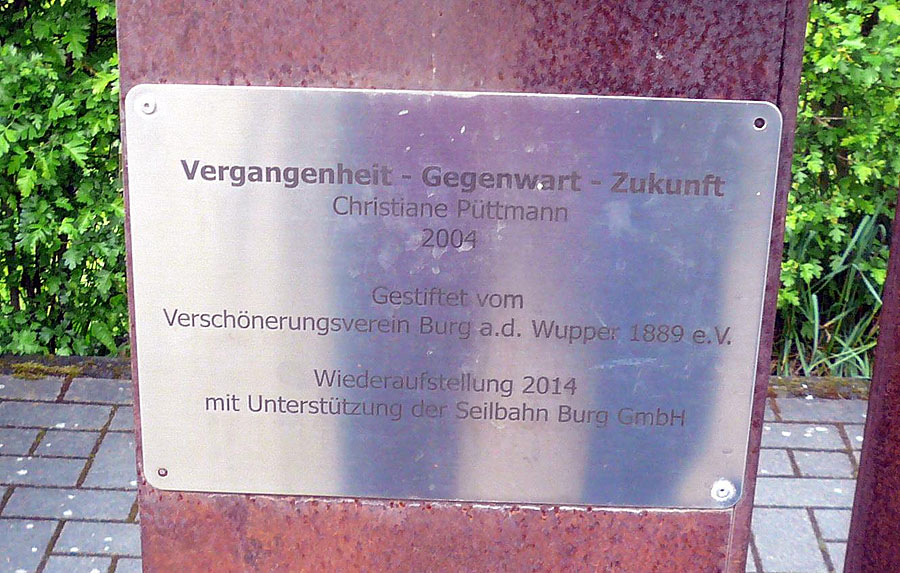 Vergangenheit - Gegenwart - Zukunft
Christiane Püttmann
2004
Gestiftet vom
Verschönerungsverein Burg a.d. Wupper 1889 e.V.
Wiederaufstellung 2014
mit Unterstützung der Seilbahn Burg GmbH